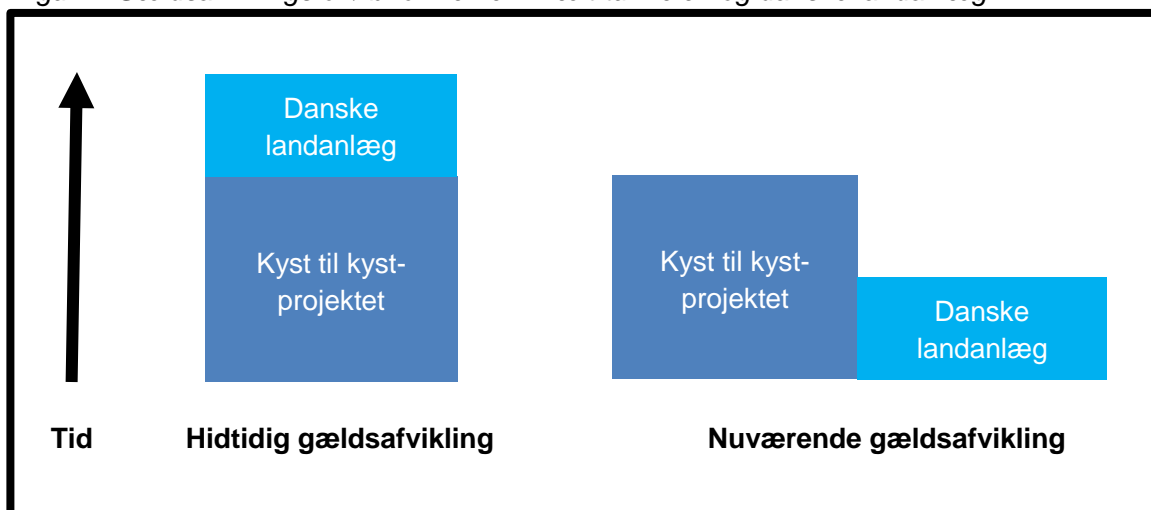 Danske
landanlæg
Kyst til kyst-
projektet
Kyst til kyst-
projektet
Danske
landanlæg
Tid
Hidtidig gældsafvikling
Nuværende gældsafvikling